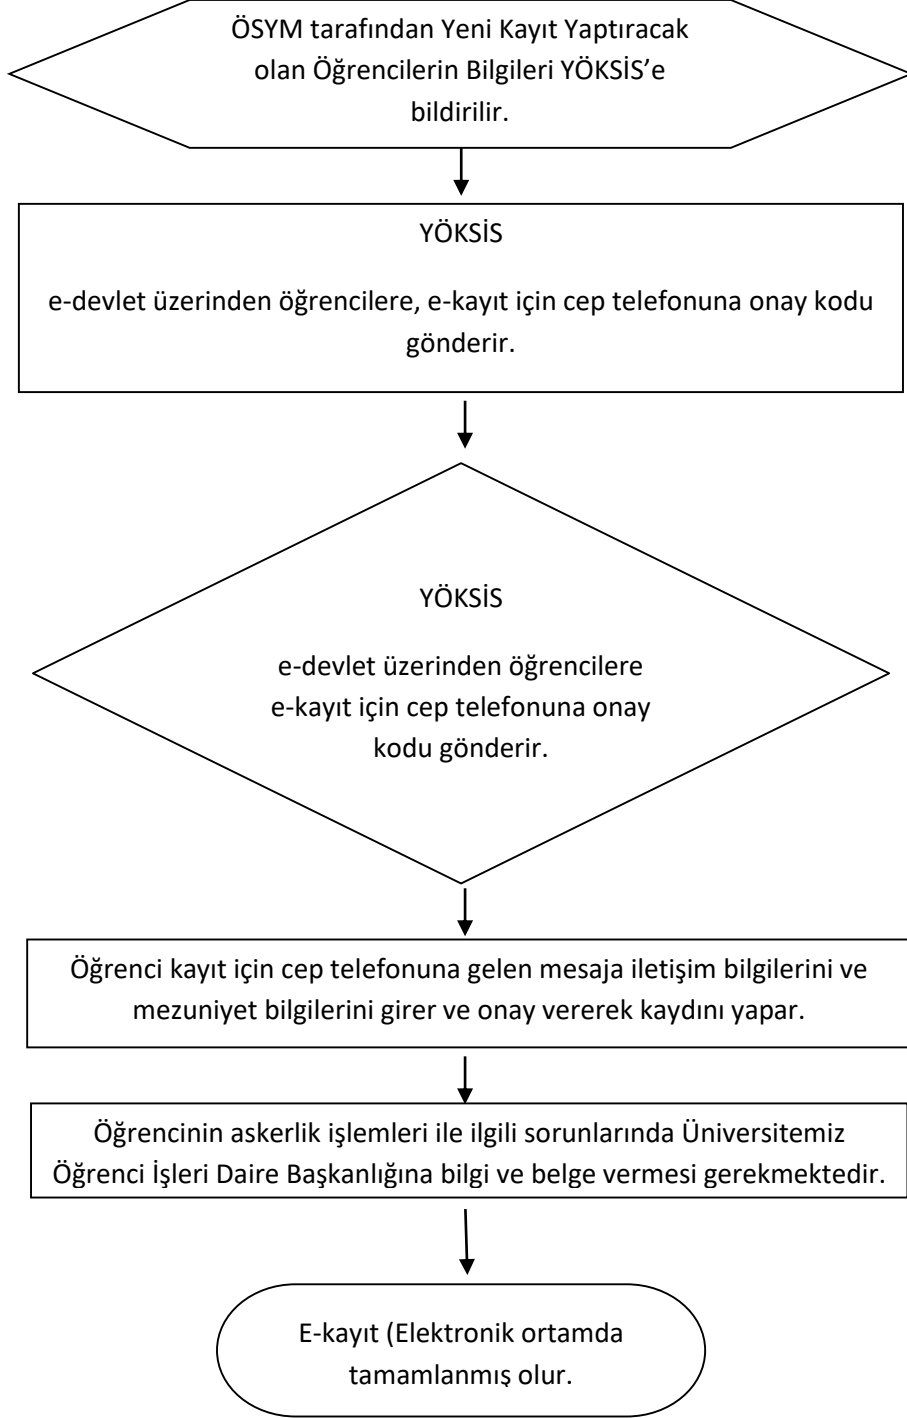 ÖSYM tarafından Yeni Kayıt Yaptıracak
olan Öğrencilerin Bilgileri YÖKSİS’e
bildirilir.
YÖKSİS
e-devlet üzerinden öğrencilere, e-kayıt için cep telefonuna onay kodu
gönderir.
YÖKSİS
e-devlet üzerinden öğrencilere
e-kayıt için cep telefonuna onay
kodu gönderir.
Öğrenci kayıt için cep telefonuna gelen mesaja iletişim bilgilerini ve
mezuniyet bilgilerini girer ve onay vererek kaydını yapar.
Öğrencinin askerlik işlemleri ile ilgili sorunlarında Üniversitemiz
Öğrenci İşleri Daire Başkanlığına bilgi ve belge vermesi gerekmektedir.
E-kayıt (Elektronik ortamda
tamamlanmış olur.